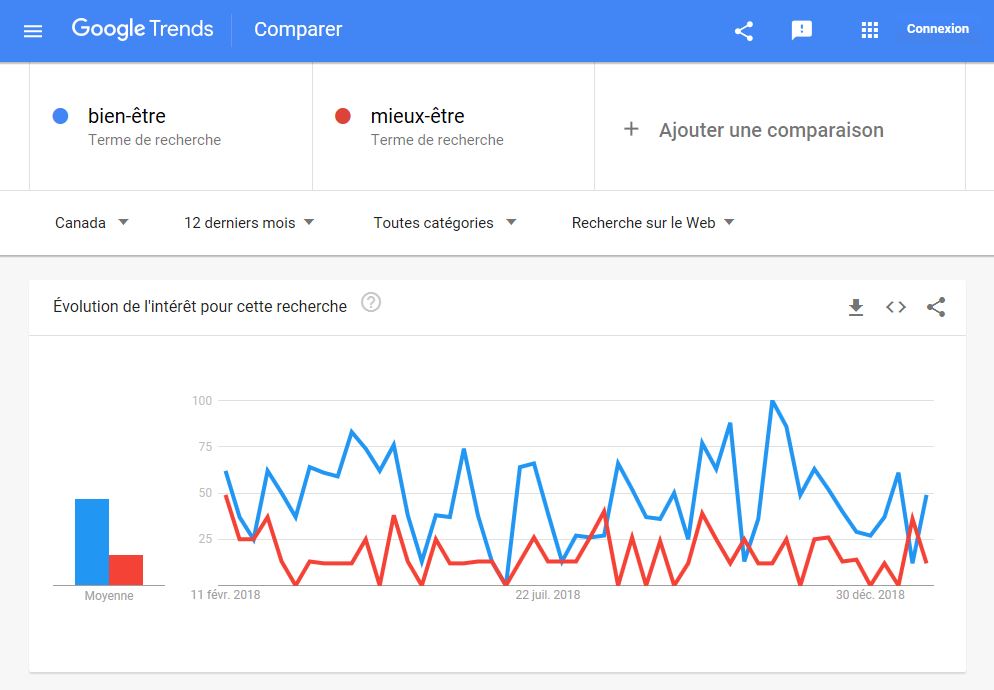 Google Trends Comparer Connexion
bien-être mieux-être + Ajouter une comparaison
Terme de recherche Terme de recherche
Canada 12 derniers mois Toutes catégories Recherche sur le Web
Évolution de l'intérêt pour cette recherche ?
100
75
50
25
Moyenne 11 févr. 2018 22 juil. 2018 30 déc. 2018